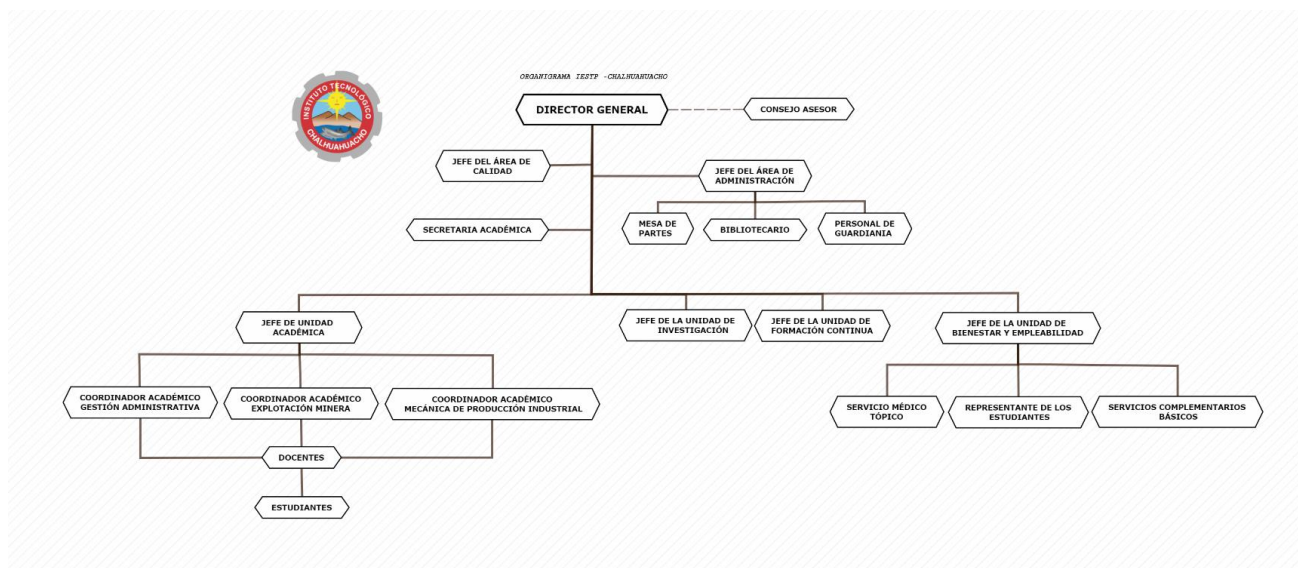 ORGANIGRAMA IESTP -CHALHUAHUACHO
INSTITUTO TECNOLÓGICO
CHALHUAHUACHO
DIRECTOR GENERAL
CONSEJO ASESOR
JEFE DEL ÁREA DE
CALIDAD
JEFE DEL ÁREA DE
ADMINISTRACIÓN
SECRETARIA ACADÉMICA
MESA DE
PARTES
BIBLIOTECARIO
PERSONAL DE
GUARDIANIA
JEFE DE UNIDAD
ACADÉMICA
JEFE DE LA UNIDAD DE
INVESTIGACIÓN
JEFE DE LA UNIDAD DE
FORMACIÓN CONTINUA
JEFE DE LA UNIDAD DE
BIENESTAR Y EMPLEABILIDAD
COORDINADOR ACADÉMICO
GESTIÓN ADMINISTRATIVA
COORDINADOR ACADÉMICO
EXPLOTACIÓN MINERA
COORDINADOR ACADÉMICO
MECÁNICA DE PRODUCCIÓN INDUSTRIAL
SERVICIO MÉDICO
TÓPICO
REPRESENTANTE DE LOS
ESTUDIANTES
SERVICIOS COMPLEMENTARIOS
BÁSICOS
DOCENTES
ESTUDIANTES